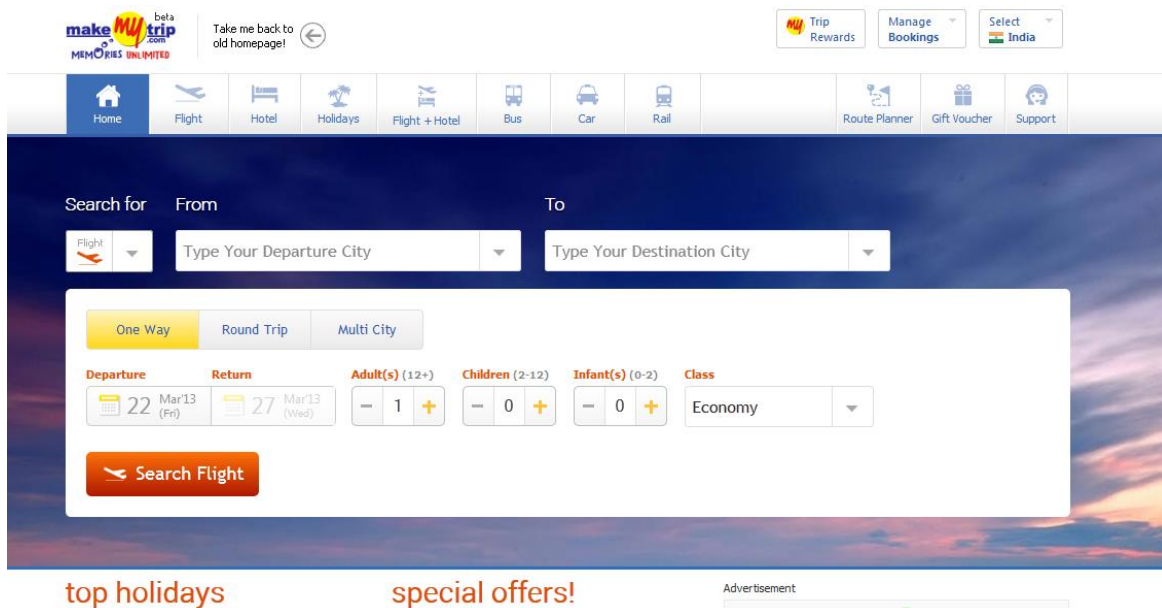 beta
make My trip .com
MEMORIES UNLIMITED
Take me back to
old homepage!
my Trip
Rewards
Manage
Bookings
Select
India
Home
Flight
Hotel
Holidays
Flight + Hotel
Bus
Car
Rail
Route Planner
Gift Voucher
Support
Search for
From
To
Flight
Type Your Departure City
Type Your Destination City
One Way
Round Trip
Multi City
Departure
Return
Adult(s) (12+)
Children (2-12)
Infant(s) (0-2)
Class
22 Mar'13
(Fri)
27 Mar'13
(Wed)
− 1 +
− 0 +
− 0 +
Economy
Search Flight
top holidays
special offers!
Advertisement